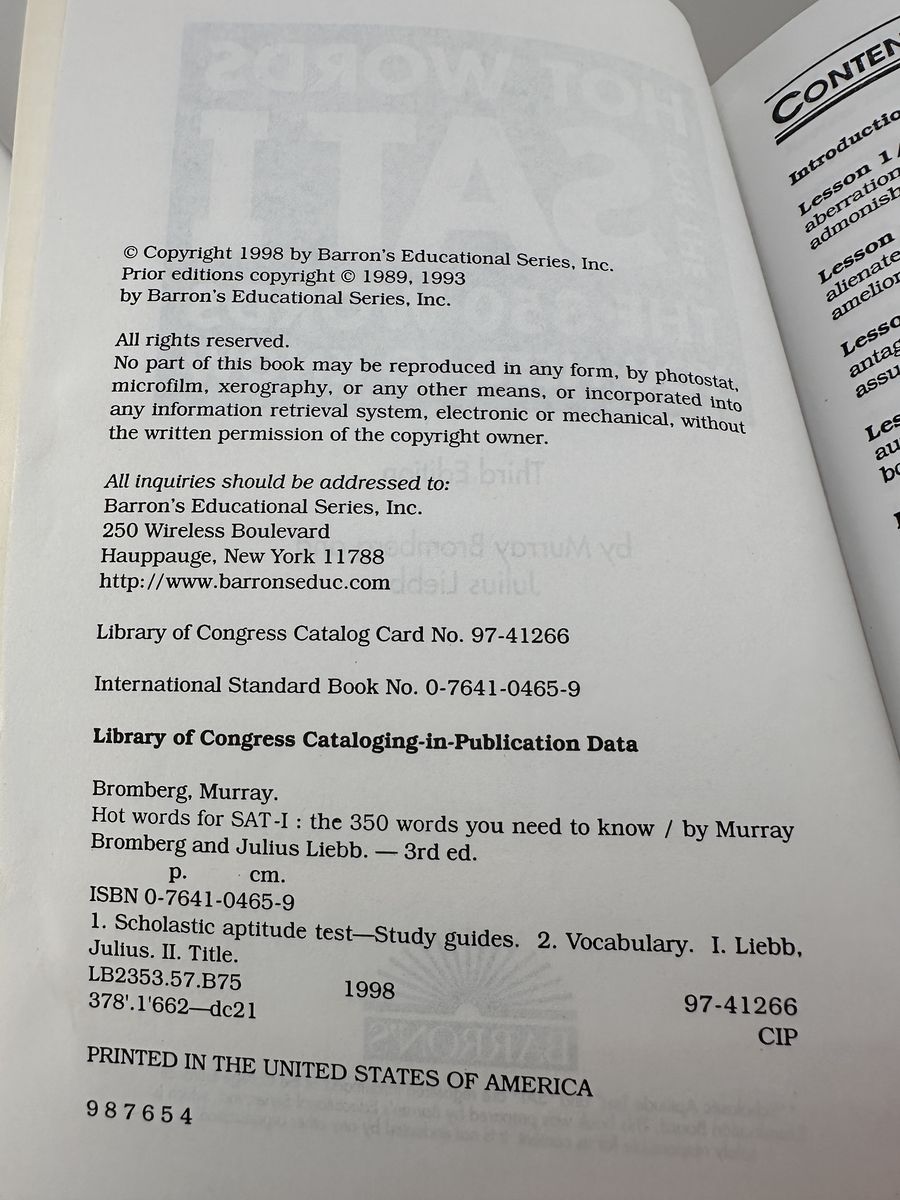 © Copyright 1998 by Barron's Educational Series, Inc.
Prior editions copyright © 1989, 1993
by Barron's Educational Series, Inc.
All rights reserved.
No part of this book may be reproduced in any form, by photostat,
microfilm, xerography, or any other means, or incorporated into
any information retrieval system, electronic or mechanical, without
the written permission of the copyright owner.
All inquiries should be addressed to:
Barron's Educational Series, Inc.
250 Wireless Boulevard
Hauppauge, New York 11788
http://www.barronseduc.com
Library of Congress Catalog Card No. 97-41266
International Standard Book No. 0-7641-0465-9
Library of Congress Cataloging-in-Publication Data
Bromberg, Murray.
Hot words for SAT-I : the 350 words you need to know / by Murray
Bromberg and Julius Liebb. — 3rd ed.
p. cm.
ISBN 0-7641-0465-9
1. Scholastic aptitude test—Study guides. 2. Vocabulary. I. Liebb,
Julius. II. Title.
LB2353.57.B75 1998 97-41266
378'.1'662—dc21 CIP
PRINTED IN THE UNITED STATES OF AMERICA
9 8 7 6 5 4
CONTEN
Introductio
Lesson 1
aberration
admonish
Lesson
alienate
amelior
Lesso
antag
assu
Les
au
bo